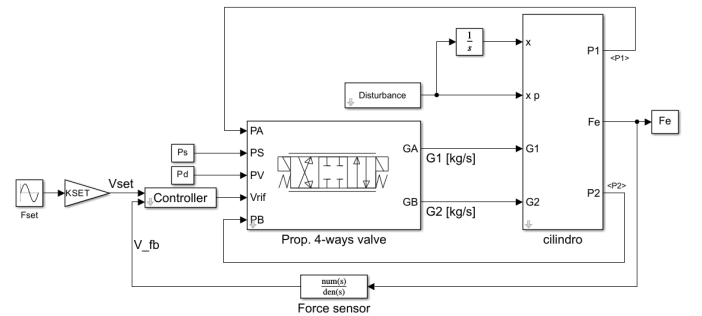 1
s
x
P1
<P1>
Disturbance
x p
PA
Fe
Fe
Ps
PS
GA
G1 [kg/s]
G1
Pd
PV
Vset
KSET
Controller
Vrif
GB
G2 [kg/s]
G2
P2
<P2>
Fset
PB
Prop. 4-ways valve
cilindro
V_fb
num(s)
den(s)
Force sensor